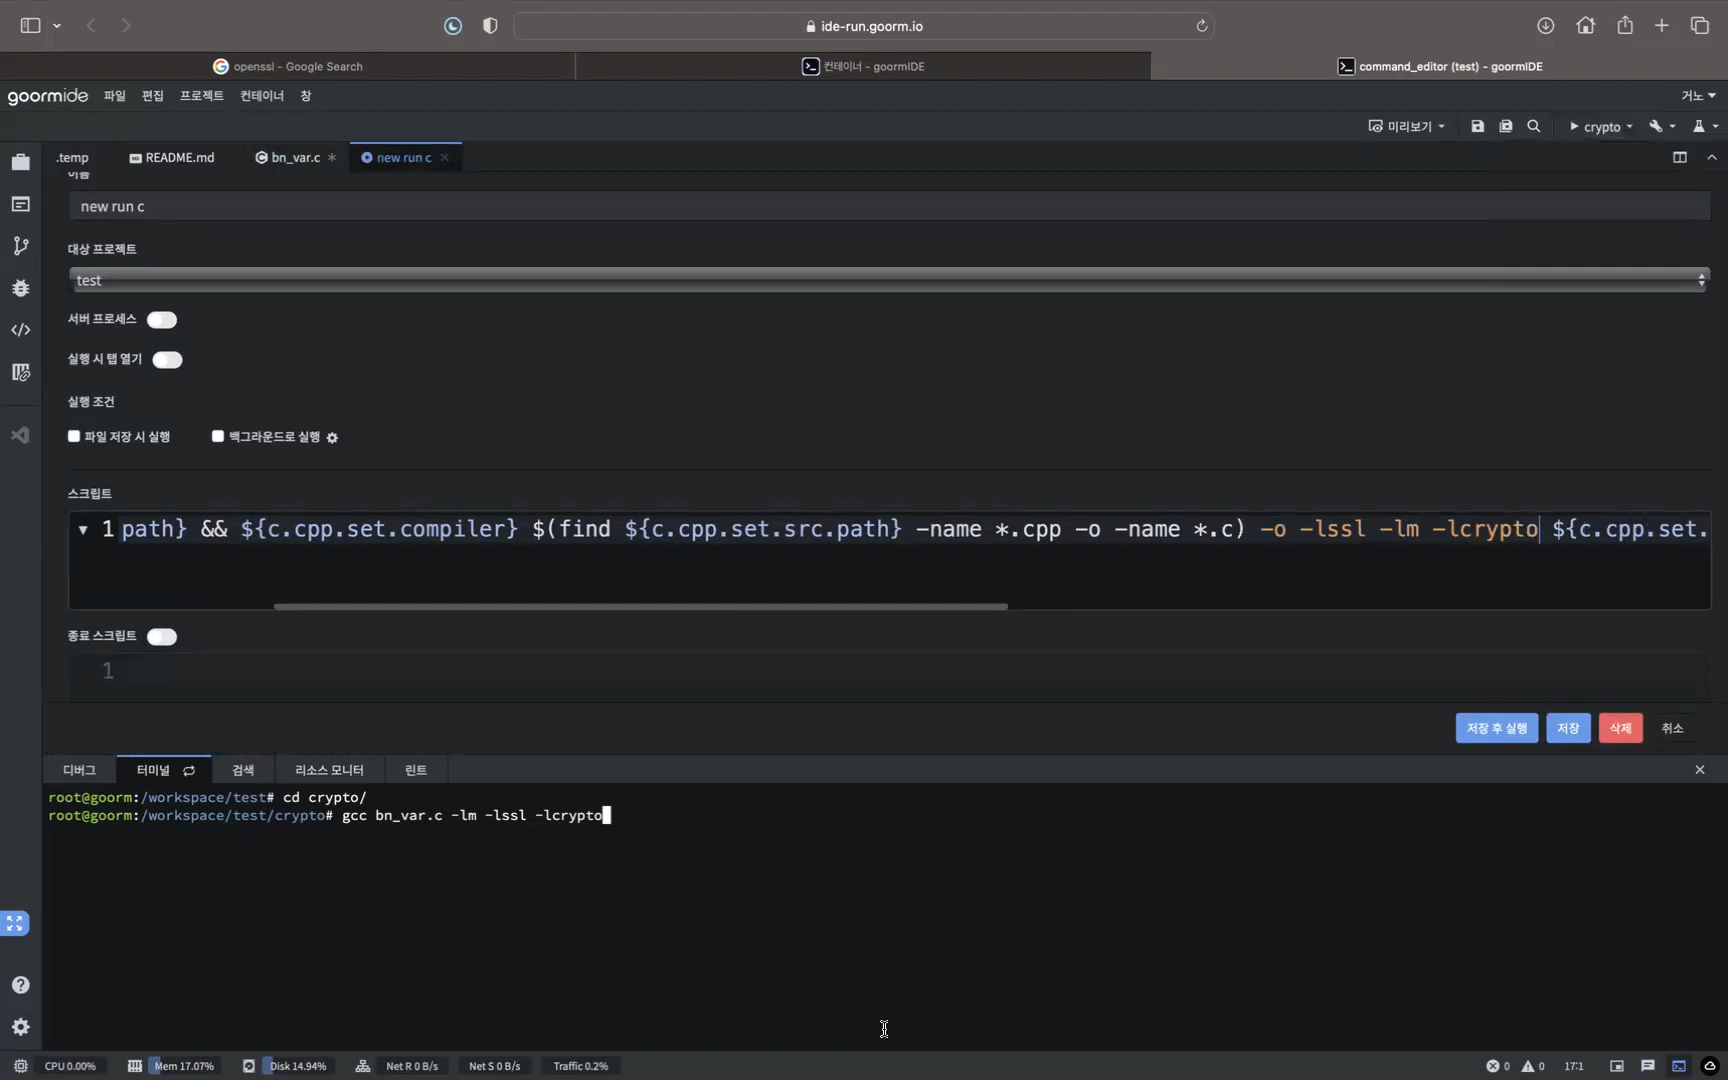 ide-run.goorm.io
openssl - Google Search
컨테이너 - goormIDE
command_editor (test) - goormIDE
goormide 파일 편집 프로젝트 컨테이너 창 거노
미리보기 crypto
.temp README.md bn_var.c * new run c ×
이름
new run c
대상 프로젝트
test
서버 프로세스
실행 시 탭 열기
실행 조건
파일 저장 시 실행 백그라운드로 실행
스크립트
1 path} && ${c.cpp.set.compiler} $(find ${c.cpp.set.src.path} -name *.cpp -o -name *.c) -o -lssl -lm -lcrypto ${c.cpp.set.
종료 스크립트
1
저장 후 실행 저장 삭제 취소
디버그 터미널 검색 리소스 모니터 린트
root@goorm:/workspace/test# cd crypto/
root@goorm:/workspace/test/crypto# gcc bn_var.c -lm -lssl -lcrypto
CPU 0.00% Mem 17.07% Disk 14.94% Net R 0 B/s Net S 0 B/s Traffic 0.2% 0 0 17:1